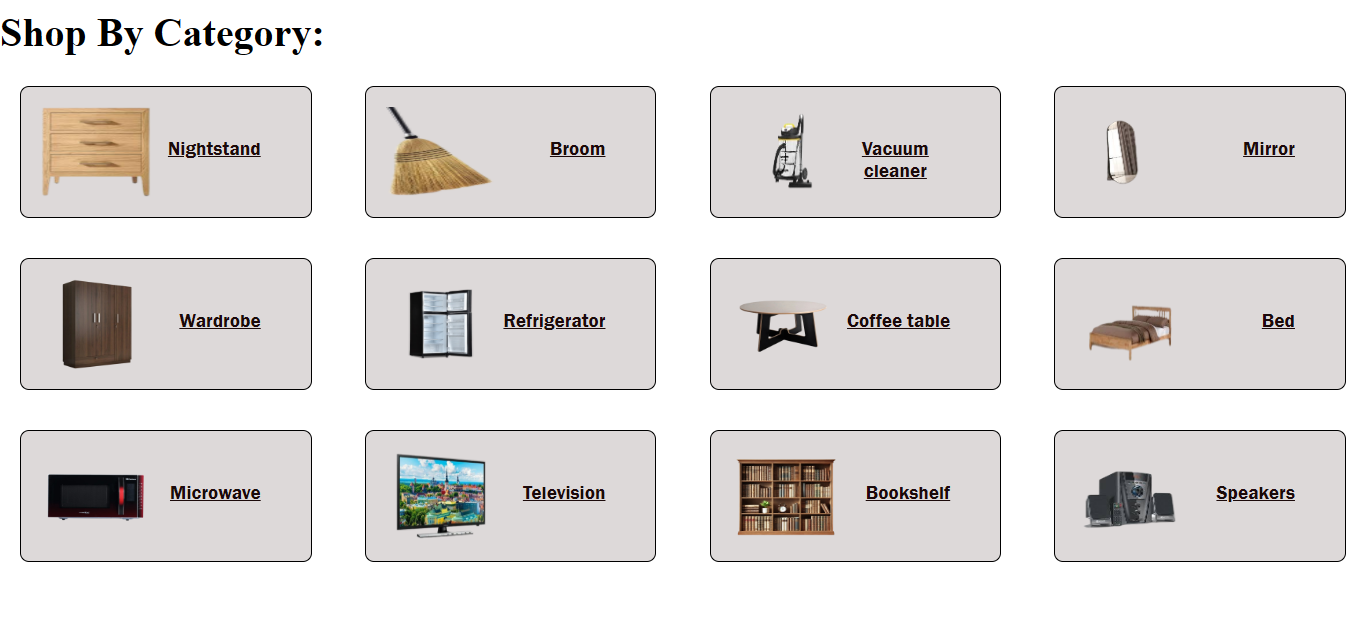 Shop By Category:
Nightstand
Broom
Vacuum
cleaner
Mirror
Wardrobe
Refrigerator
Coffee table
Bed
Microwave
Television
Bookshelf
Speakers